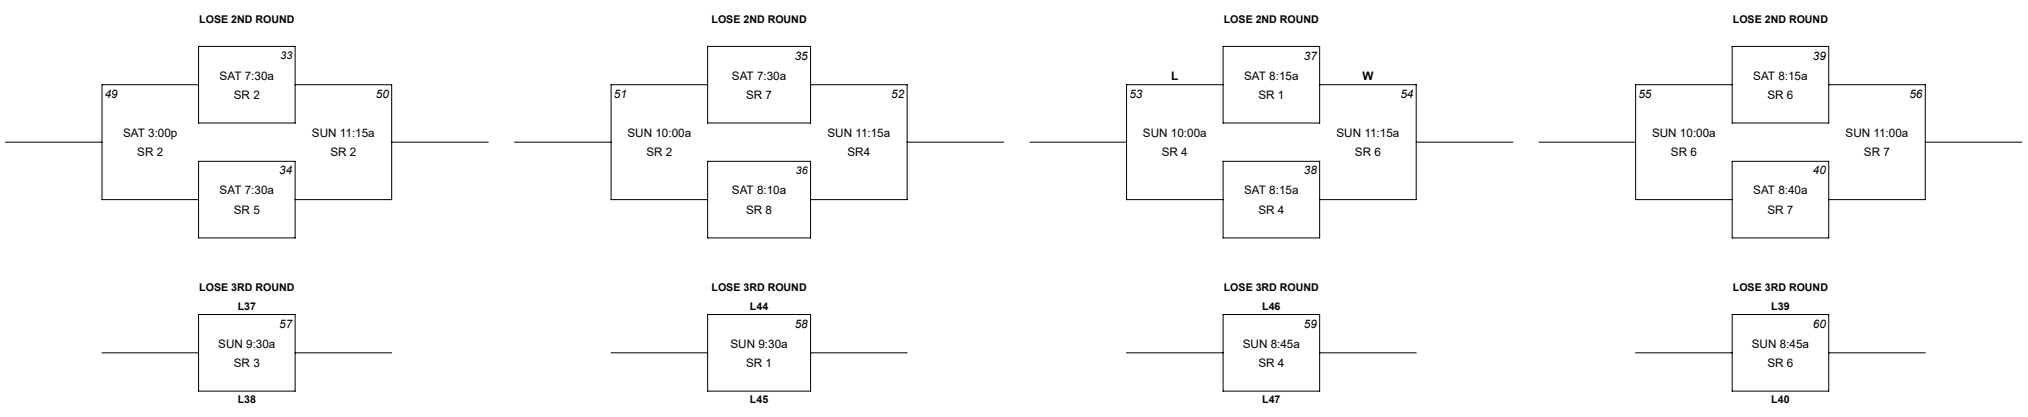 LOSE 2ND ROUND
33
SAT 7:30a
SR 2
49
50
SAT 3:00p
SR 2
SUN 11:15a
SR 2
34
SAT 7:30a
SR 5
LOSE 2ND ROUND
35
SAT 7:30a
SR 7
51
52
SUN 10:00a
SR 2
SUN 11:15a
SR4
36
SAT 8:10a
SR 8
LOSE 2ND ROUND
37
L
SAT 8:15a
SR 1
W
53
54
SUN 10:00a
SR 4
SUN 11:15a
SR 6
38
SAT 8:15a
SR 4
LOSE 2ND ROUND
39
SAT 8:15a
SR 6
55
56
SUN 10:00a
SR 6
SUN 11:00a
SR 7
40
SAT 8:40a
SR 7
LOSE 3RD ROUND
L37
57
SUN 9:30a
SR 3
L38
LOSE 3RD ROUND
L44
58
SUN 9:30a
SR 1
L45
LOSE 3RD ROUND
L46
59
SUN 8:45a
SR 4
L47
LOSE 3RD ROUND
L39
60
SUN 8:45a
SR 6
L40